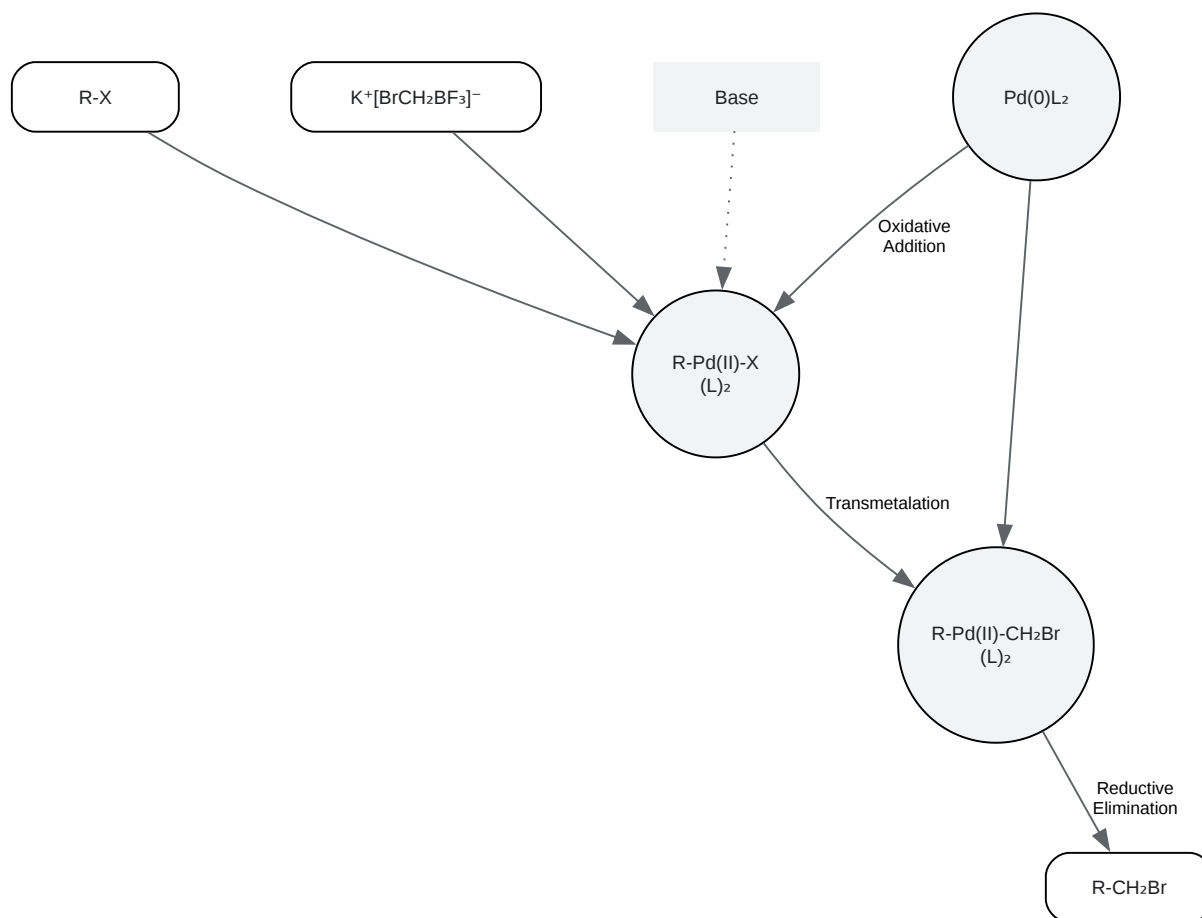 R-X
K⁺[BrCH₂BF₃]⁻
Base
Pd(0)L₂
Oxidative
Addition
R-Pd(II)-X
(L)₂
Transmetalation
R-Pd(II)-CH₂Br
(L)₂
Reductive
Elimination
R-CH₂Br